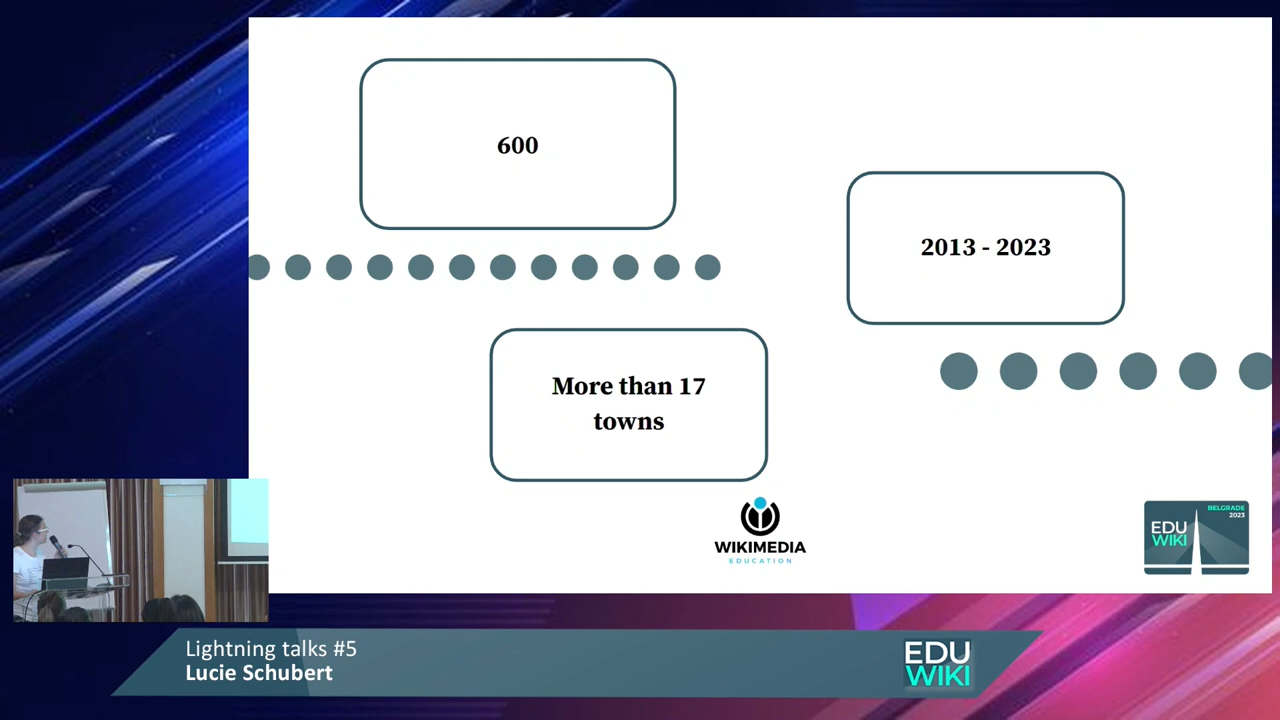 600
2013 - 2023
More than 17
towns
WIKIMEDIA
EDUCATION
BELGRADE
2023
EDU
WIKI
Lightning talks #5
Lucie Schubert
EDU
WIKI